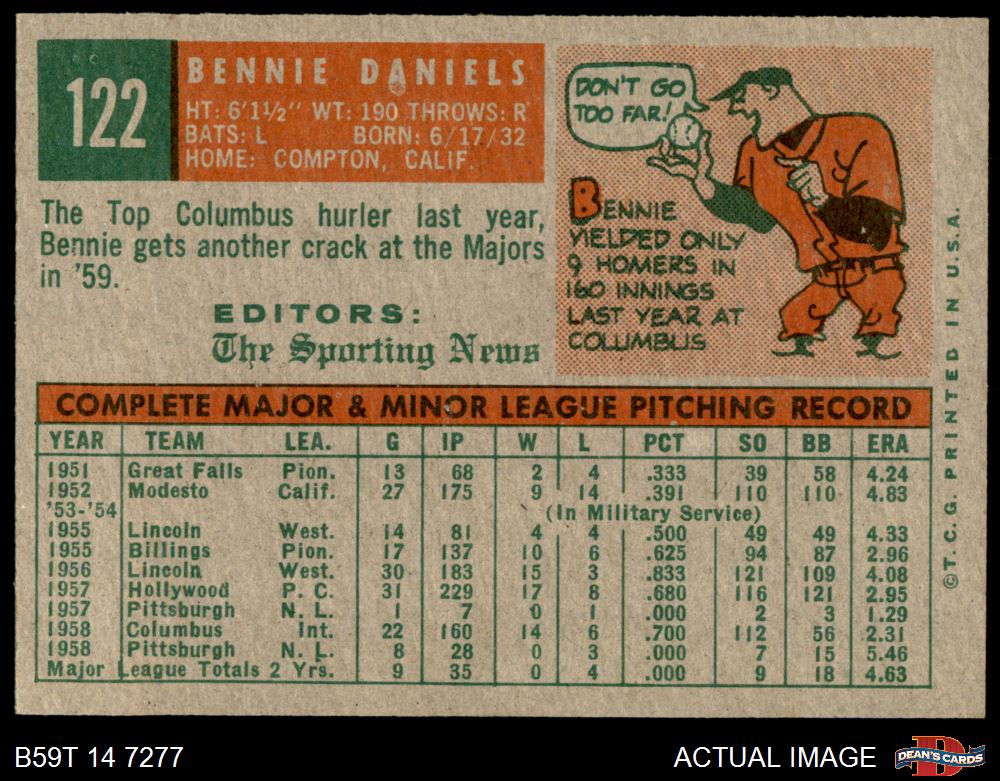 122
BENNIE DANIELS
HT: 6'1½" WT: 190 THROWS: R
BATS: L BORN: 6/17/32
HOME: COMPTON, CALIF.
The Top Columbus hurler last year,
Bennie gets another crack at the Majors
in '59.
EDITORS:
The Sporting News
DON'T GO
TOO FAR!
BENNIE
YIELDED ONLY
9 HOMERS IN
160 INNINGS
LAST YEAR AT
COLUMBUS
COMPLETE MAJOR & MINOR LEAGUE PITCHING RECORD
YEAR TEAM LEA. G IP W L PCT SO BB ERA
1951 Great Falls Pion. 13 68 2 4 .333 39 58 4.24
1952 Modesto Calif. 27 175 9 14 .391 110 110 4.83
'53-'54 (In Military Service)
1955 Lincoln West. 14 81 4 4 .500 49 49 4.33
1955 Billings Pion. 17 137 10 6 .625 94 87 2.96
1956 Lincoln West. 30 183 15 3 .833 121 109 4.08
1957 Hollywood P. C. 31 229 17 8 .680 116 121 2.95
1957 Pittsburgh N. L. 1 7 0 1 .000 2 3 1.29
1958 Columbus Int. 22 160 14 6 .700 112 56 2.31
1958 Pittsburgh N. L. 8 28 0 3 .000 7 15 5.46
Major League Totals 2 Yrs. 9 35 0 4 .000 9 18 4.63
©T. C. G. PRINTED IN U.S.A.
B59T 14 7277
ACTUAL IMAGE
D
DEAN'S CARDS